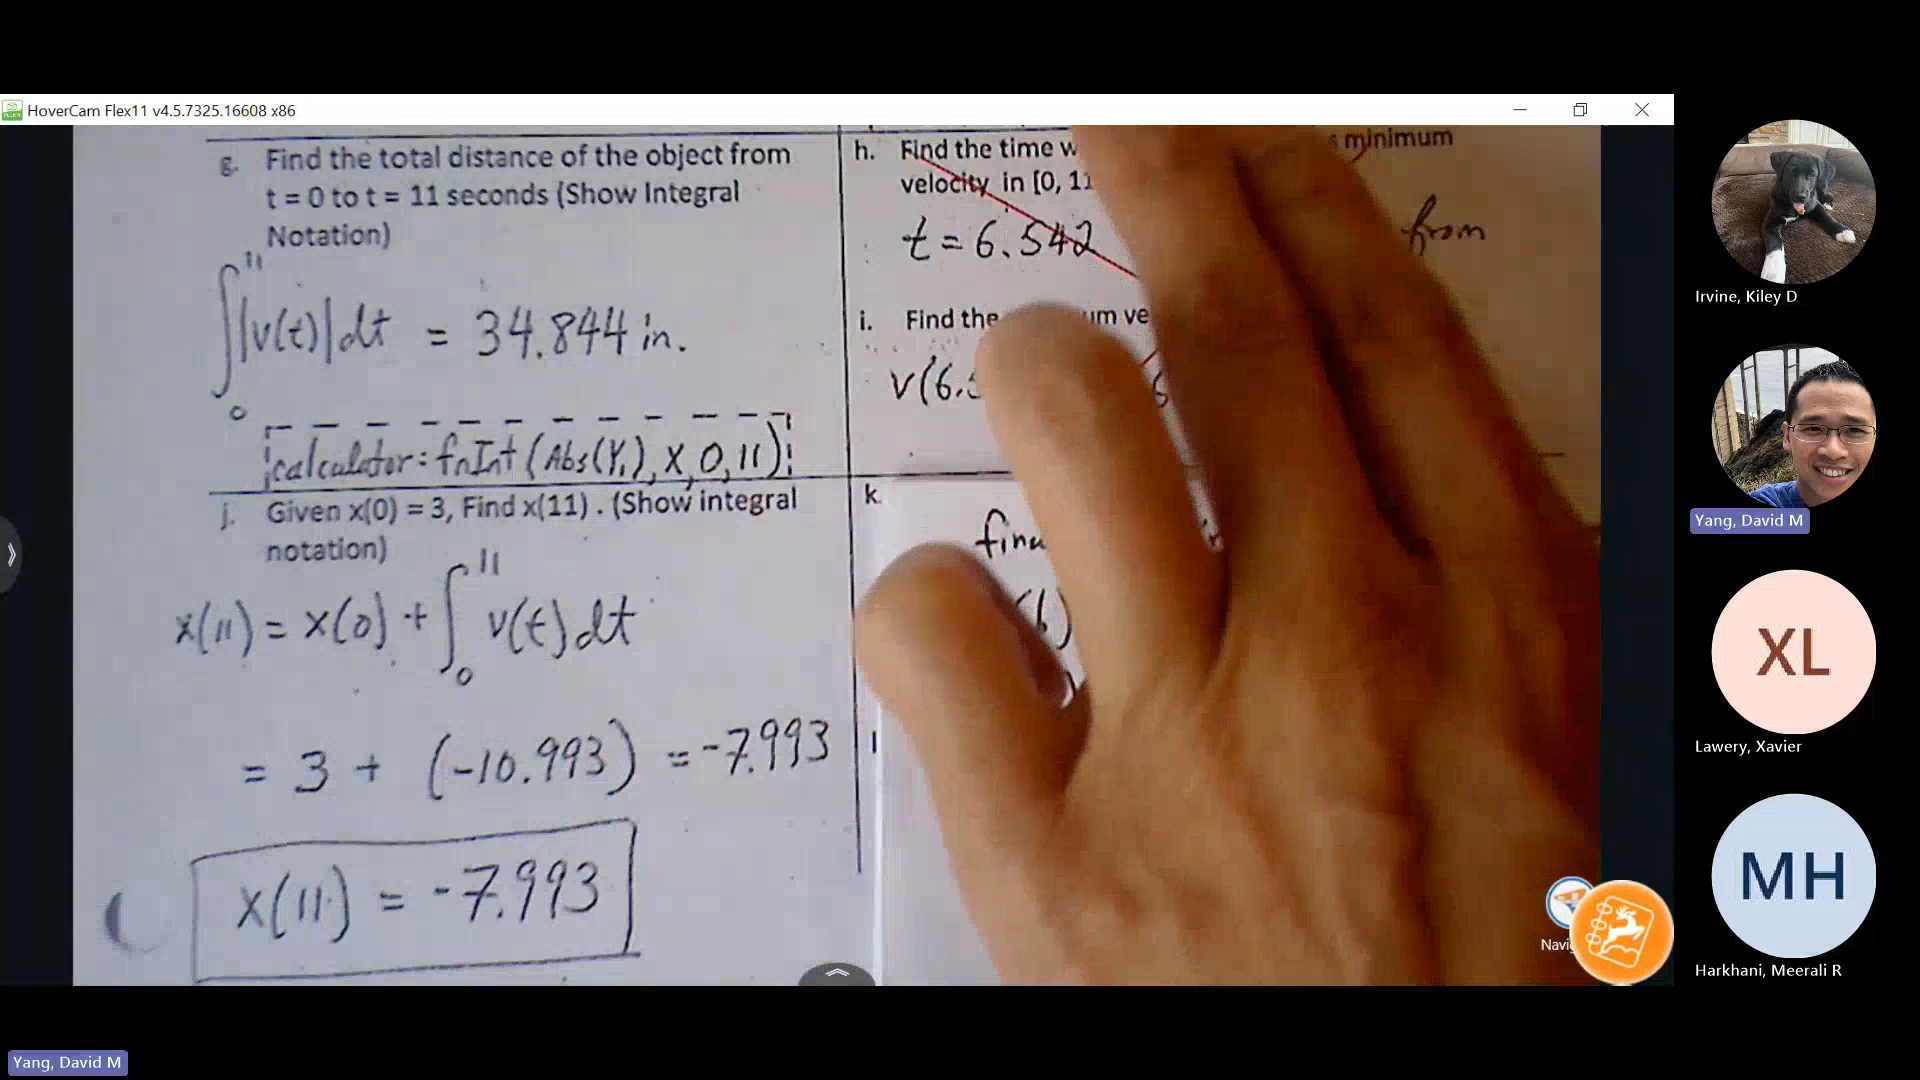 HoverCam Flex11 v4.5.7325.16608 x86
g. Find the total distance of the object from
t = 0 to t = 11 seconds (Show Integral
Notation)
∫₀¹¹ |v(t)| dt = 34.844 in.
calculator: fnInt (Abs(Y₁), X, 0, 11)
h. Find the time
minimum
velocity in [0, 11
t = 6.542
from
i. Find the
v(6.
j. Given x(0) = 3, Find x(11) . (Show integral
notation)
x(11) = x(0) + ∫₀¹¹ v(t) dt
= 3 + (-10.993) = -7.993
x(11) = -7.993
k.
Irvine, Kiley D
Yang, David M
XL
Lawery, Xavier
MH
Harkhani, Meerali R
Yang, David M